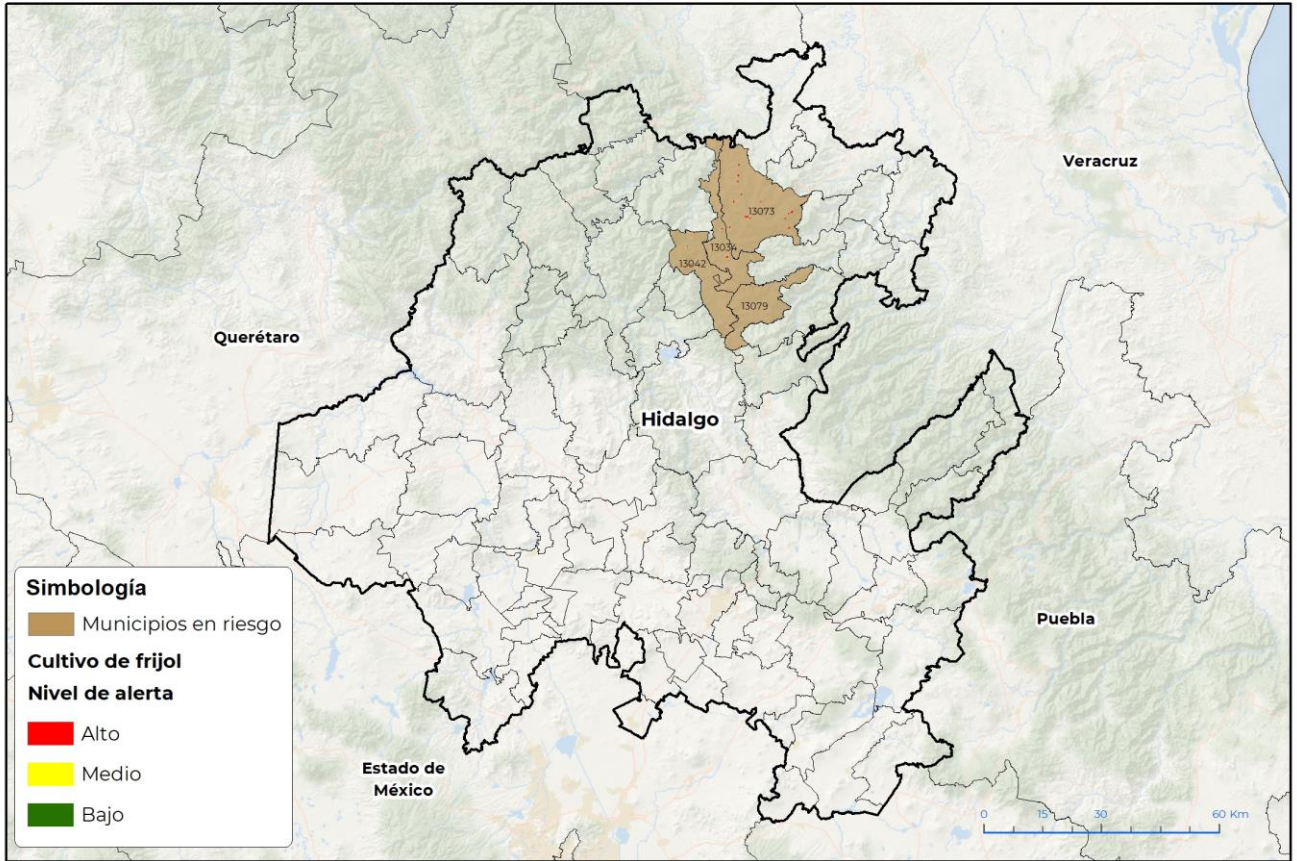 Veracruz
13073
13034
13042
13079
Querétaro
Hidalgo
Puebla
Estado de
México
Simbología
Municipios en riesgo
Cultivo de frijol
Nivel de alerta
Alto
Medio
Bajo
0 15 30 60 Km